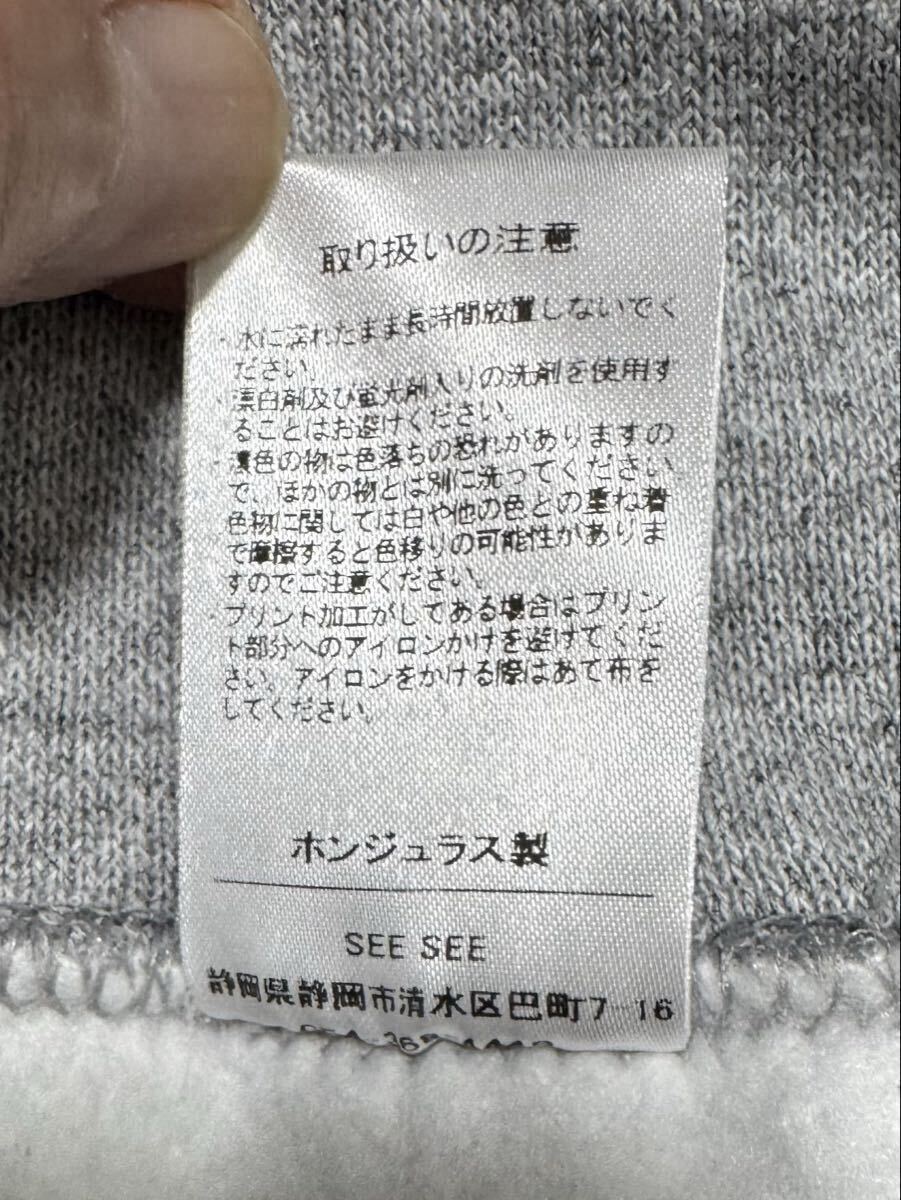 取り扱いの注意
・水に濡れたまま長時間放置しないでく
ださい。
・漂白剤及び蛍光剤入りの洗剤を使用す
ることはお避けください。
・濃色の物は色落ちの恐れがありますの
で、ほかの物とは別に洗ってください
色物に関しては白や他の色との重ね着
で摩擦すると色移りの可能性がありま
すのでご注意ください。
プリント加工がしてある場合はプリン
ト部分へのアイロンかけを避けてくだ
さい。アイロンをかける際はあて布を
してください。
ホンジュラス製
SEE SEE
静岡県静岡市清水区巴町7-16